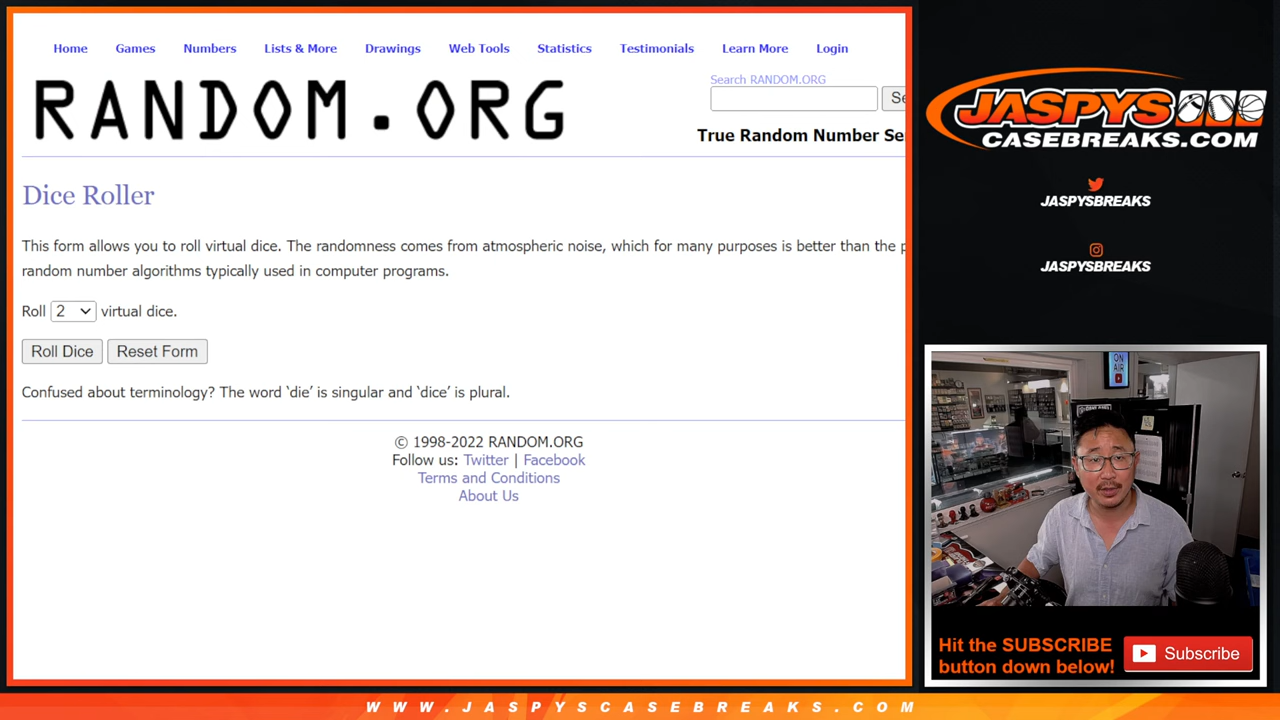 Home Games Numbers Lists & More Drawings Web Tools Statistics Testimonials Learn More Login
RANDOM.ORG
Search RANDOM.ORG
Se
True Random Number Se
Dice Roller
This form allows you to roll virtual dice. The randomness comes from atmospheric noise, which for many purposes is better than the p
random number algorithms typically used in computer programs.
Roll 2 virtual dice.
Roll Dice Reset Form
Confused about terminology? The word ‘die’ is singular and ‘dice’ is plural.
© 1998-2022 RANDOM.ORG
Follow us: Twitter | Facebook
Terms and Conditions
About Us
JASPYS
CASEBREAKS.COM
JASPYSBREAKS
JASPYSBREAKS
ON
AIR
Hit the SUBSCRIBE
button down below!
Subscribe
WWW.JASPYSCASEBREAKS.COM